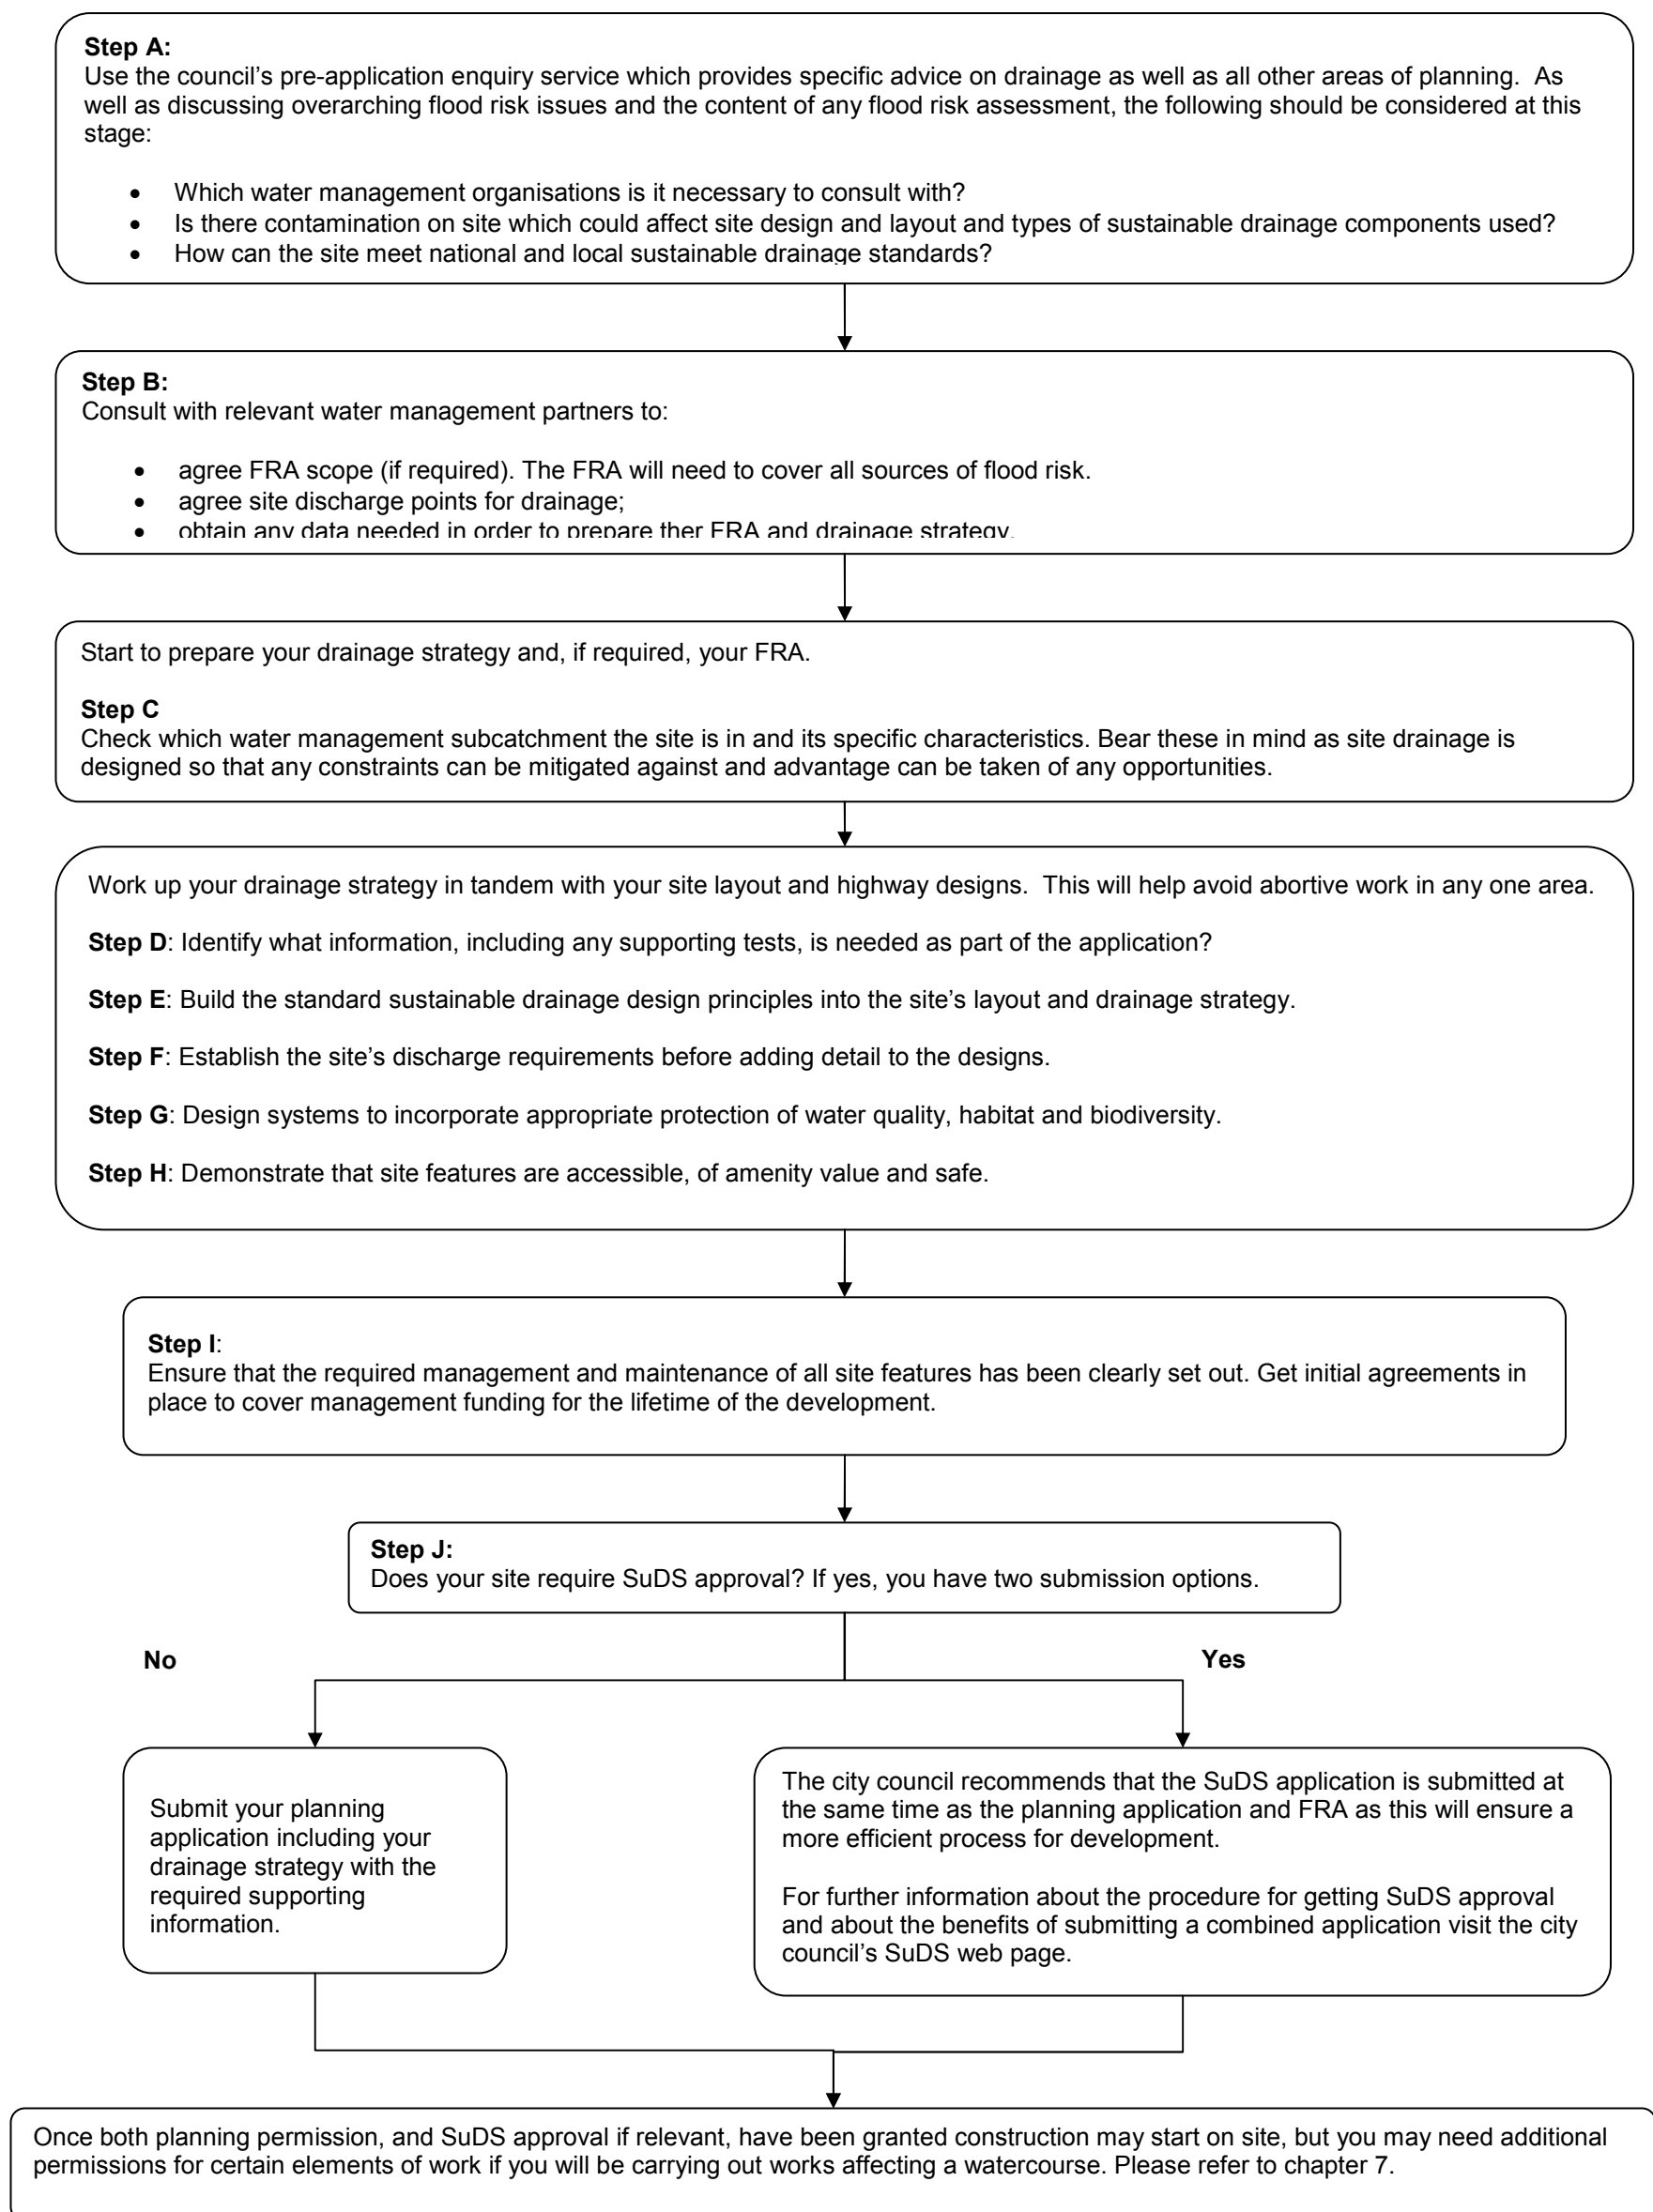 Step A:
Use the council's pre-application enquiry service which provides specific advice on drainage as well as all other areas of planning.  As
well as discussing overarching flood risk issues and the content of any flood risk assessment, the following should be considered at this
stage:
• Which water management organisations is it necessary to consult with?
• Is there contamination on site which could affect site design and layout and types of sustainable drainage components used?
• How can the site meet national and local sustainable drainage standards?
Step B:
Consult with relevant water management partners to:
• agree FRA scope (if required). The FRA will need to cover all sources of flood risk.
• agree site discharge points for drainage;
• obtain any data needed in order to prepare ther FRA and drainage strategy.
Start to prepare your drainage strategy and, if required, your FRA.
Step C
Check which water management subcatchment the site is in and its specific characteristics. Bear these in mind as site drainage is
designed so that any constraints can be mitigated against and advantage can be taken of any opportunities.
Work up your drainage strategy in tandem with your site layout and highway designs.  This will help avoid abortive work in any one area.
Step D: Identify what information, including any supporting tests, is needed as part of the application?
Step E: Build the standard sustainable drainage design principles into the site's layout and drainage strategy.
Step F: Establish the site's discharge requirements before adding detail to the designs.
Step G: Design systems to incorporate appropriate protection of water quality, habitat and biodiversity.
Step H: Demonstrate that site features are accessible, of amenity value and safe.
Step I:
Ensure that the required management and maintenance of all site features has been clearly set out. Get initial agreements in
place to cover management funding for the lifetime of the development.
Step J:
Does your site require SuDS approval? If yes, you have two submission options.
No
Yes
Submit your planning
application including your
drainage strategy with the
required supporting
information.
The city council recommends that the SuDS application is submitted at
the same time as the planning application and FRA as this will ensure a
more efficient process for development.
For further information about the procedure for getting SuDS approval
and about the benefits of submitting a combined application visit the city
council's SuDS web page.
Once both planning permission, and SuDS approval if relevant, have been granted construction may start on site, but you may need additional
permissions for certain elements of work if you will be carrying out works affecting a watercourse. Please refer to chapter 7.